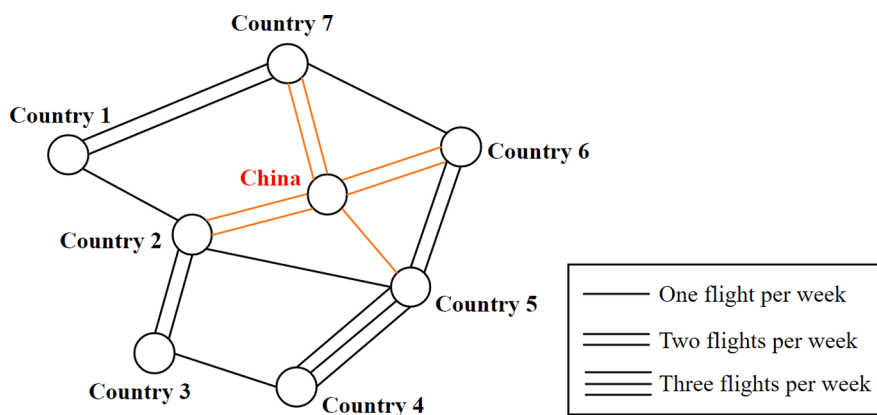 Country 7
Country 1
Country 6
China
Country 2
Country 5
One flight per week
Two flights per week
Three flights per week
Country 3
Country 4